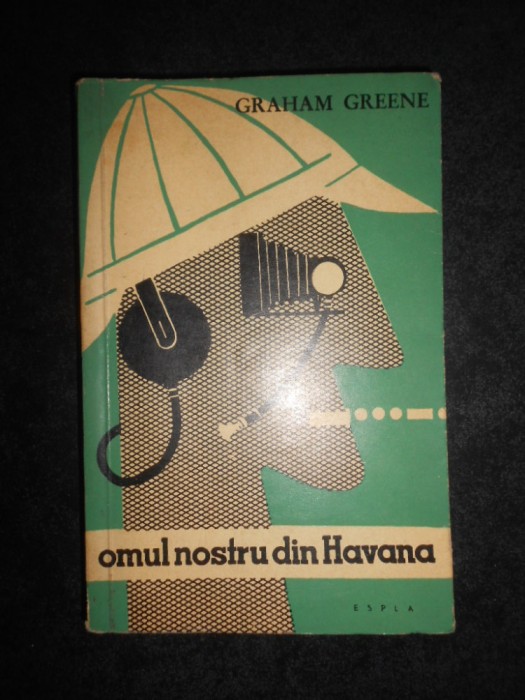 GRAHAM GREENE
omul nostru din Havana
ESPLA